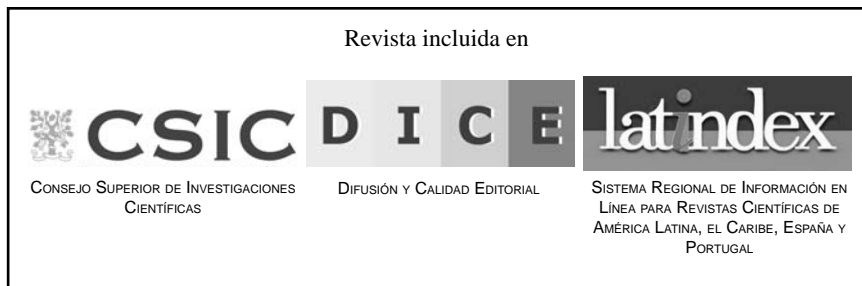 Revista incluida en
CSIC
CONSEJO SUPERIOR DE INVESTIGACIONES
CIENTÍFICAS
D I C E
DIFUSIÓN Y CALIDAD EDITORIAL
latindex
SISTEMA REGIONAL DE INFORMACIÓN EN
LÍNEA PARA REVISTAS CIENTÍFICAS DE
AMÉRICA LATINA, EL CARIBE, ESPAÑA Y
PORTUGAL